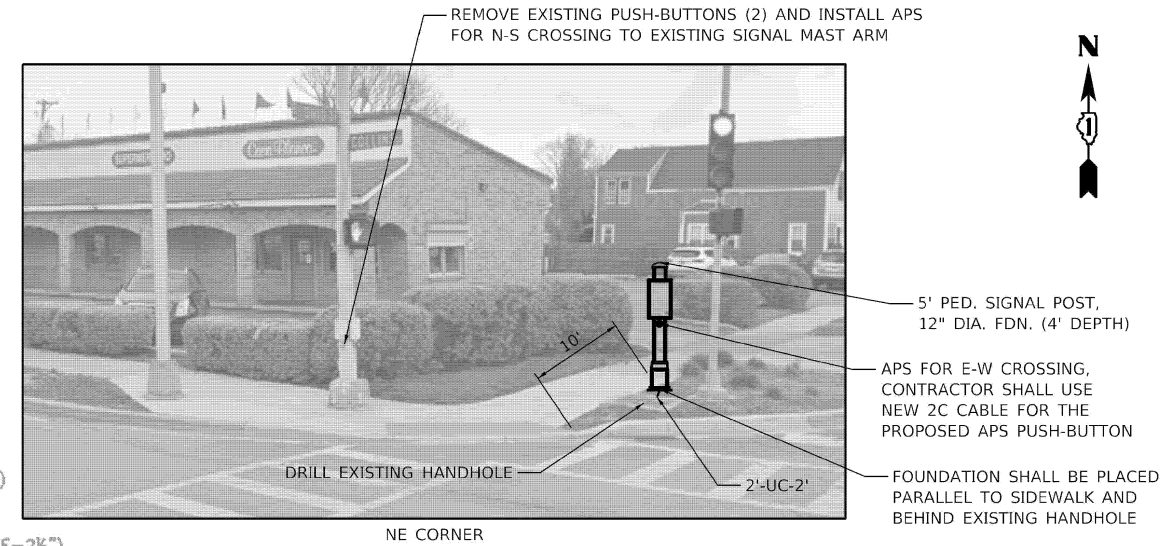 REMOVE EXISTING PUSH-BUTTONS (2) AND INSTALL APS
FOR N-S CROSSING TO EXISTING SIGNAL MAST ARM
N
1
10'
5' PED. SIGNAL POST,
12" DIA. FDN. (4' DEPTH)
APS FOR E-W CROSSING,
CONTRACTOR SHALL USE
NEW 2C CABLE FOR THE
PROPOSED APS PUSH-BUTTON
DRILL EXISTING HANDHOLE
2'-UC-2'
FOUNDATION SHALL BE PLACED
PARALLEL TO SIDEWALK AND
BEHIND EXISTING HANDHOLE
NE CORNER